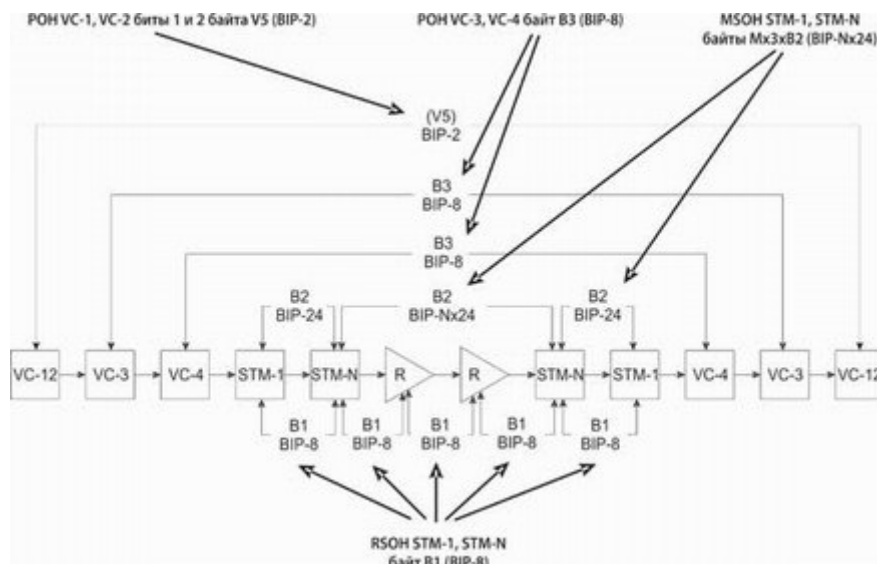 POH VC-1, VC-2 биты 1 и 2 байта V5 (BIP-2)
POH VC-3, VC-4 байт B3 (BIP-8)
MSOH STM-1, STM-N
байты Mx3xB2 (BIP-Nx24)
(V5)
BIP-2
B3
BIP-8
B3
BIP-8
B2
BIP-24
B2
BIP-Nx24
B2
BIP-24
VC-12
VC-3
VC-4
STM-1
STM-N
R
R
STM-N
STM-1
VC-4
VC-3
VC-12
B1
BIP-8
B1
BIP-8
B1
BIP-8
B1
BIP-8
B1
BIP-8
RSOH STM-1, STM-N
байт B1 (BIP-8)